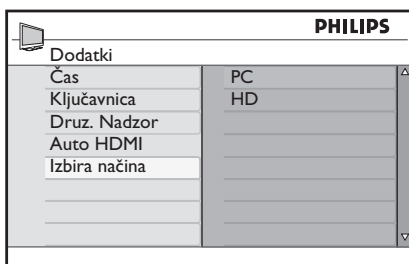 PHILIPS
Dodatki
Čas
PC
Ključavnica
HD
Druz. Nadzor
Auto HDMI
Izbira načina